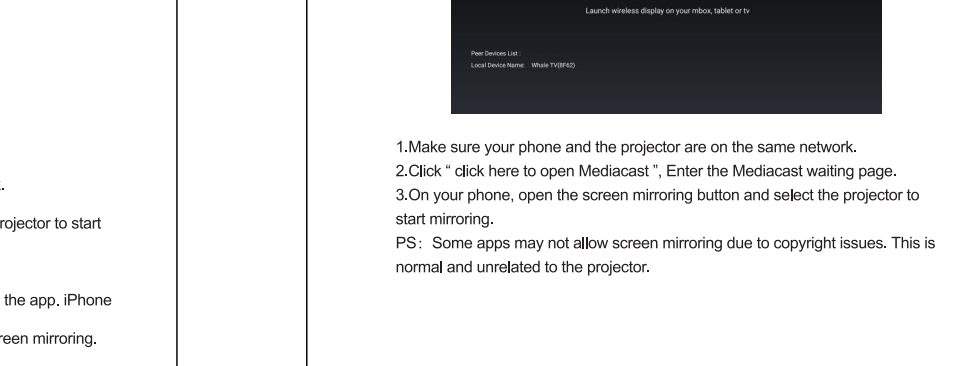 Launch wireless display on your mbox, tablet or tv
Peer Devices List :
Local Device Name: Whale TV(8F62)
1.Make sure your phone and the projector are on the same network.
2.Click “ click here to open Mediacast ”, Enter the Mediacast waiting page.
3.On your phone, open the screen mirroring button and select the projector to
start mirroring.
PS: Some apps may not allow screen mirroring due to copyright issues. This is
normal and unrelated to the projector.
rojector to start
the app. iPhone
reen mirroring.